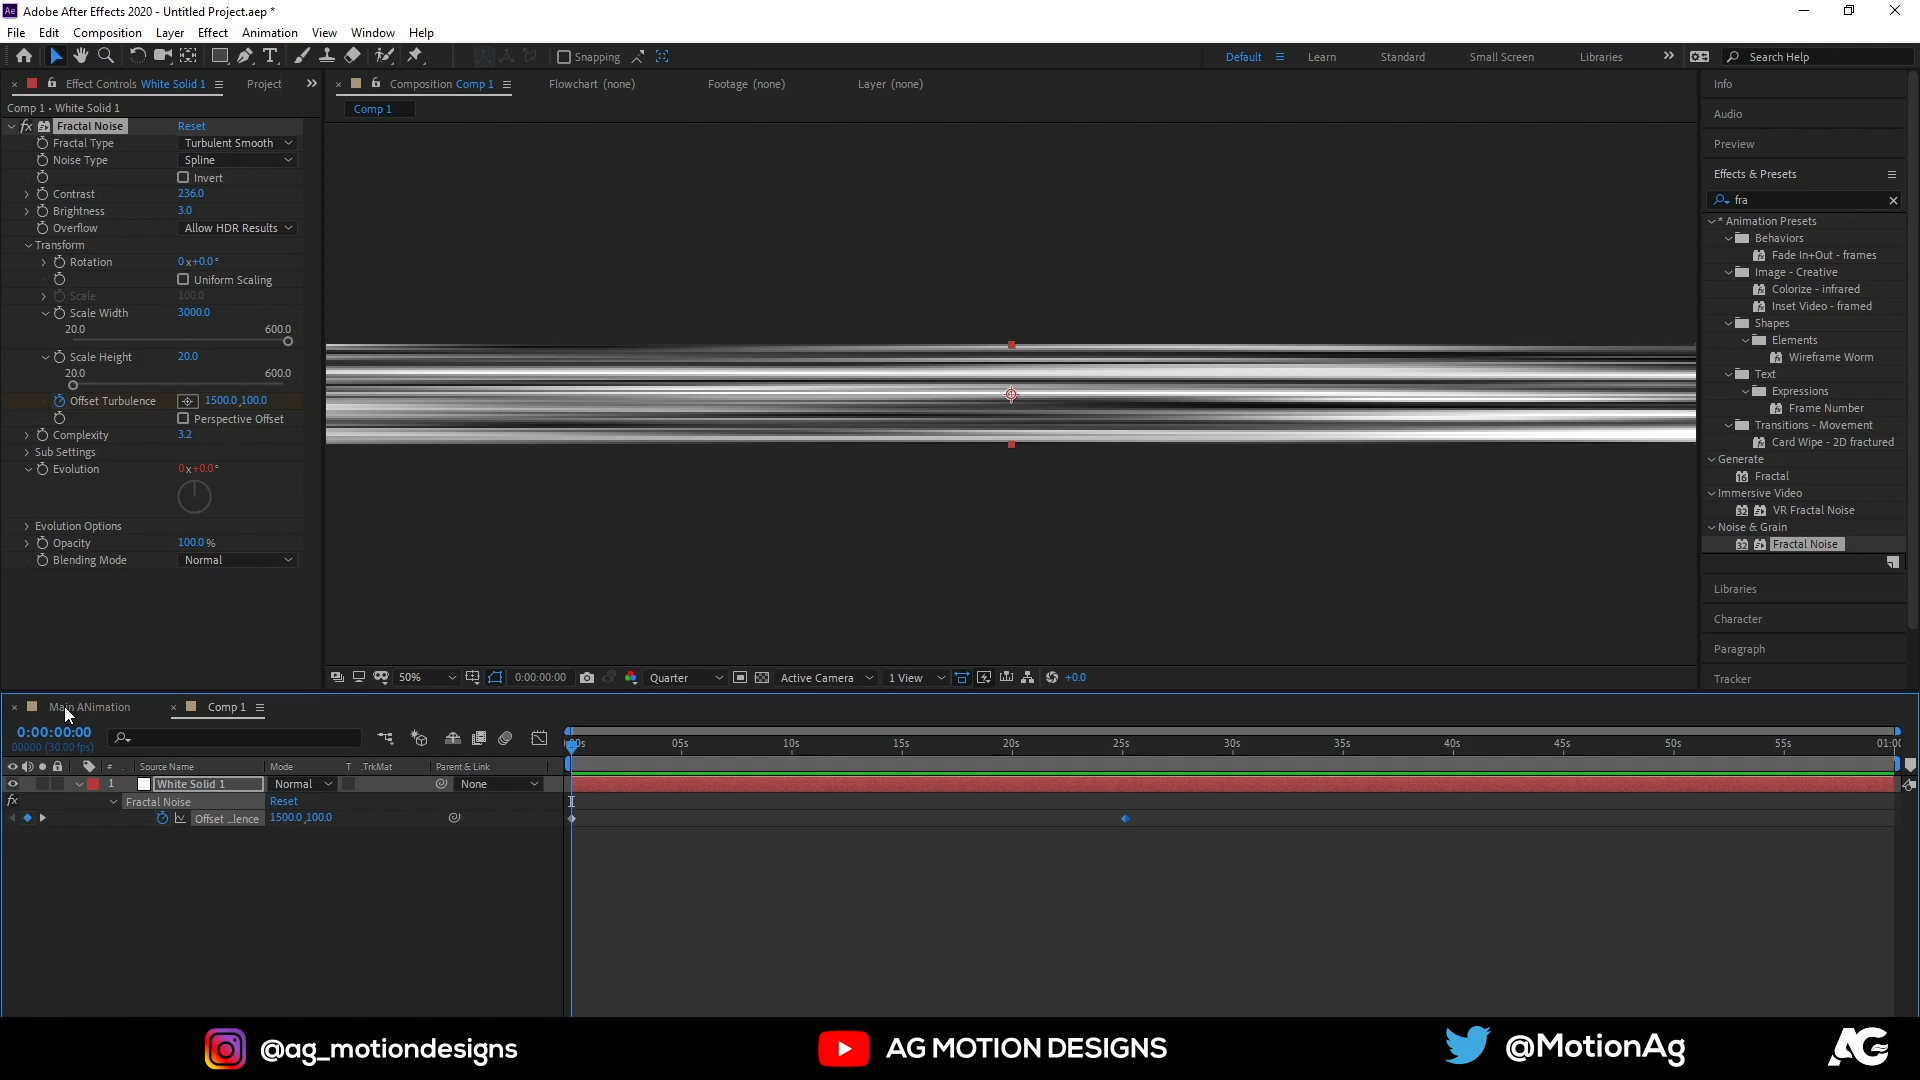 Adobe After Effects 2020 - Untitled Project.aep *
File Edit Composition Layer Effect Animation View Window Help
Snapping
Default Learn Standard Small Screen Libraries Search Help
Effect Controls White Solid 1 Project
Comp 1 • White Solid 1
Fractal Noise Reset
Fractal Type Turbulent Smooth
Noise Type Spline
Invert
Contrast 236.0
Brightness 3.0
Overflow Allow HDR Results
Transform
Rotation 0x+0.0°
Uniform Scaling
Scale 100.0
Scale Width 3000.0
20.0 600.0
Scale Height 20.0
20.0 600.0
Offset Turbulence 1500.0,100.0
Perspective Offset
Complexity 3.2
Sub Settings
Evolution 0x+0.0°
Evolution Options
Opacity 100.0%
Blending Mode Normal
Composition Comp 1 Flowchart (none) Footage (none) Layer (none)
Comp 1
50% 0:00:00:00 Quarter Active Camera 1 View +0.0
Info
Audio
Preview
Effects & Presets
fra
* Animation Presets
Behaviors
Fade In+Out - frames
Image - Creative
Colorize - infrared
Inset Video - framed
Shapes
Elements
Wireframe Worm
Text
Expressions
Frame Number
Transitions - Movement
Card Wipe - 2D fractured
Generate
Fractal
Immersive Video
VR Fractal Noise
Noise & Grain
Fractal Noise
Libraries
Character
Paragraph
Tracker
Main ANimation Comp 1
0:00:00:00
00000 (30.00 fps)
:00s 05s 10s 15s 20s 25s 30s 35s 40s 45s 50s 55s 01:00
# Source Name Mode T .TrkMat Parent & Link
1 White Solid 1 Normal None
fx Fractal Noise Reset
Offset ...lence 1500.0,100.0
@ag_motiondesigns AG MOTION DESIGNS @MotionAg AG